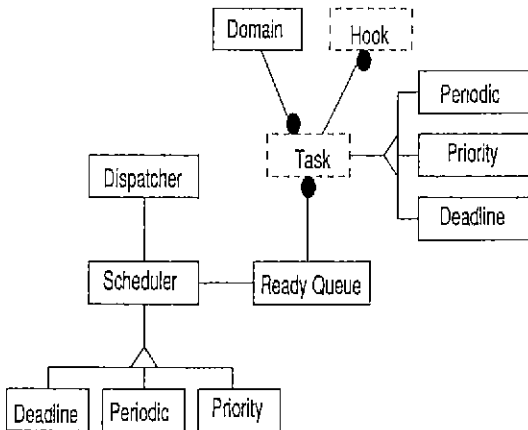 Domain
Hook
Periodic
Task
Priority
Dispatcher
Deadline
Scheduler
Ready Queue
Deadline
Periodic
Priority